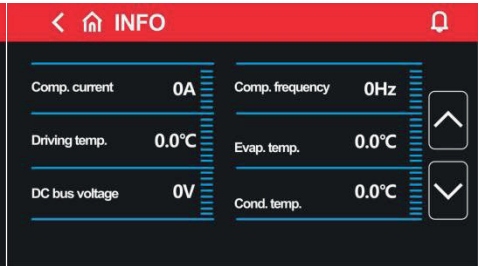 INFO
Comp. current 0A Comp. frequency 0Hz
Driving temp. 0.0℃ Evap. temp. 0.0℃
DC bus voltage 0V Cond. temp. 0.0℃